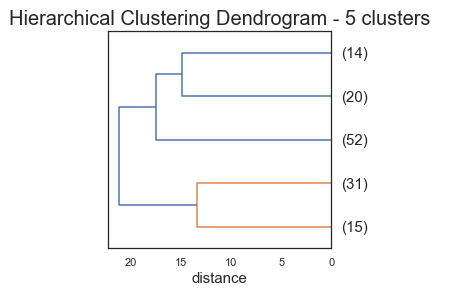 Hierarchical Clustering Dendrogram - 5 clusters
(14)
(20)
(52)
(31)
(15)
20 15 10 5 0
distance